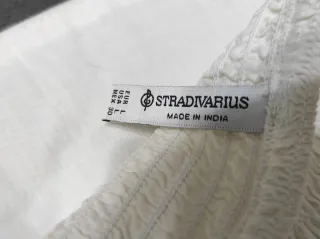 STRADIVARIUS
MADE IN INDIA
EUR L
USA L
MEX 30